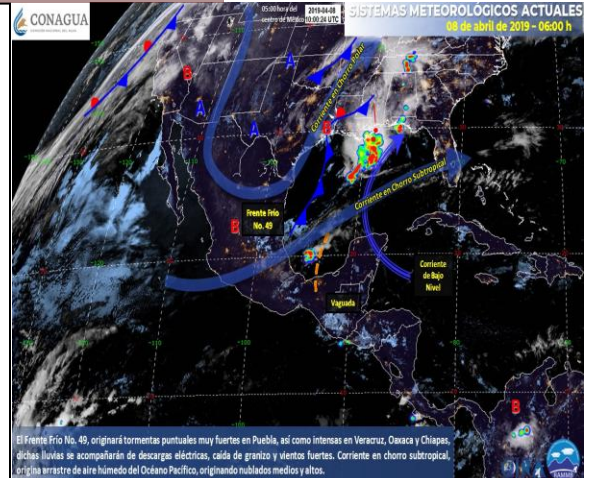 CONAGUA
COMISIÓN NACIONAL DEL AGUA
05:00 hora del
centro de México
2019-04-08
10:00:24 UTC
SISTEMAS METEOROLÓGICOS ACTUALES
08 de abril de 2019 - 06:00 h
B
A
B
A
A
Corriente en Chorro Polar
B
Corriente en Chorro Subtropical
Frente Frío
No. 49
B
Corriente
de Bajo
Nivel
Vaguada
B
El Frente Frío No. 49, originará tormentas puntuales muy fuertes en Puebla, así como intensas en Veracruz, Oaxaca y Chiapas,
dichas lluvias se acompañarán de descargas eléctricas, caída de granizo y vientos fuertes. Corriente en chorro subtropical,
origina arrastre de aire húmedo del Océano Pacífico, originando nublados medios y altos.